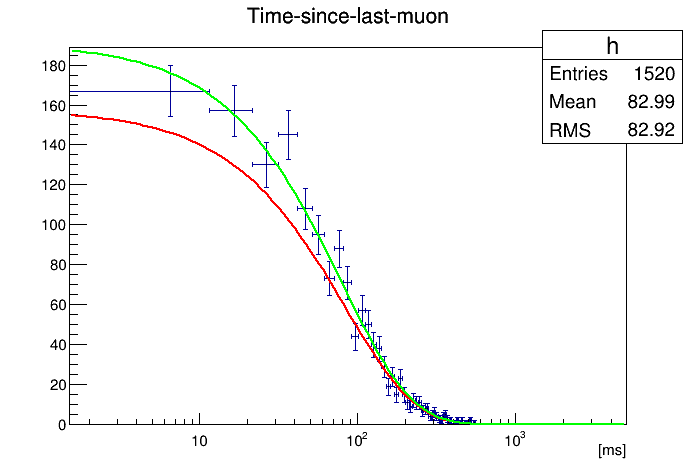 Time-since-last-muon
h
Entries 1520
Mean 82.99
RMS 82.92
180
160
140
120
100
80
60
40
20
0
10 10² 10³
[ms]